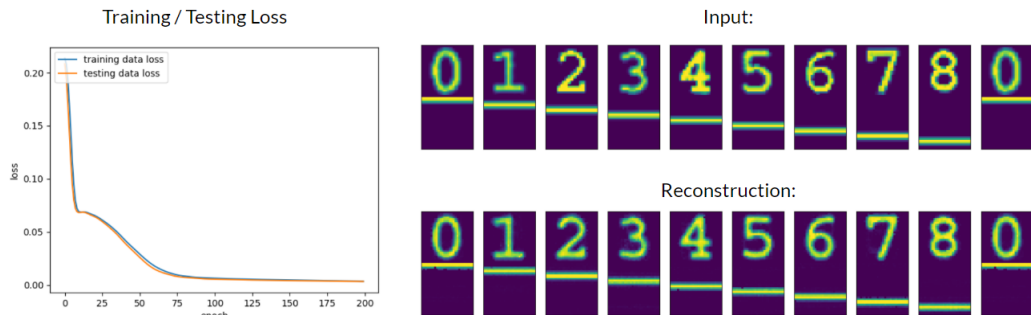 Training / Testing Loss
training data loss
testing data loss
0.20
0.15
0.10
0.05
0.00
loss
0 25 50 75 100 125 150 175 200
epoch
Input:
0 1 2 3 4 5 6 7 8 0
Reconstruction:
0 1 2 3 4 5 6 7 8 0